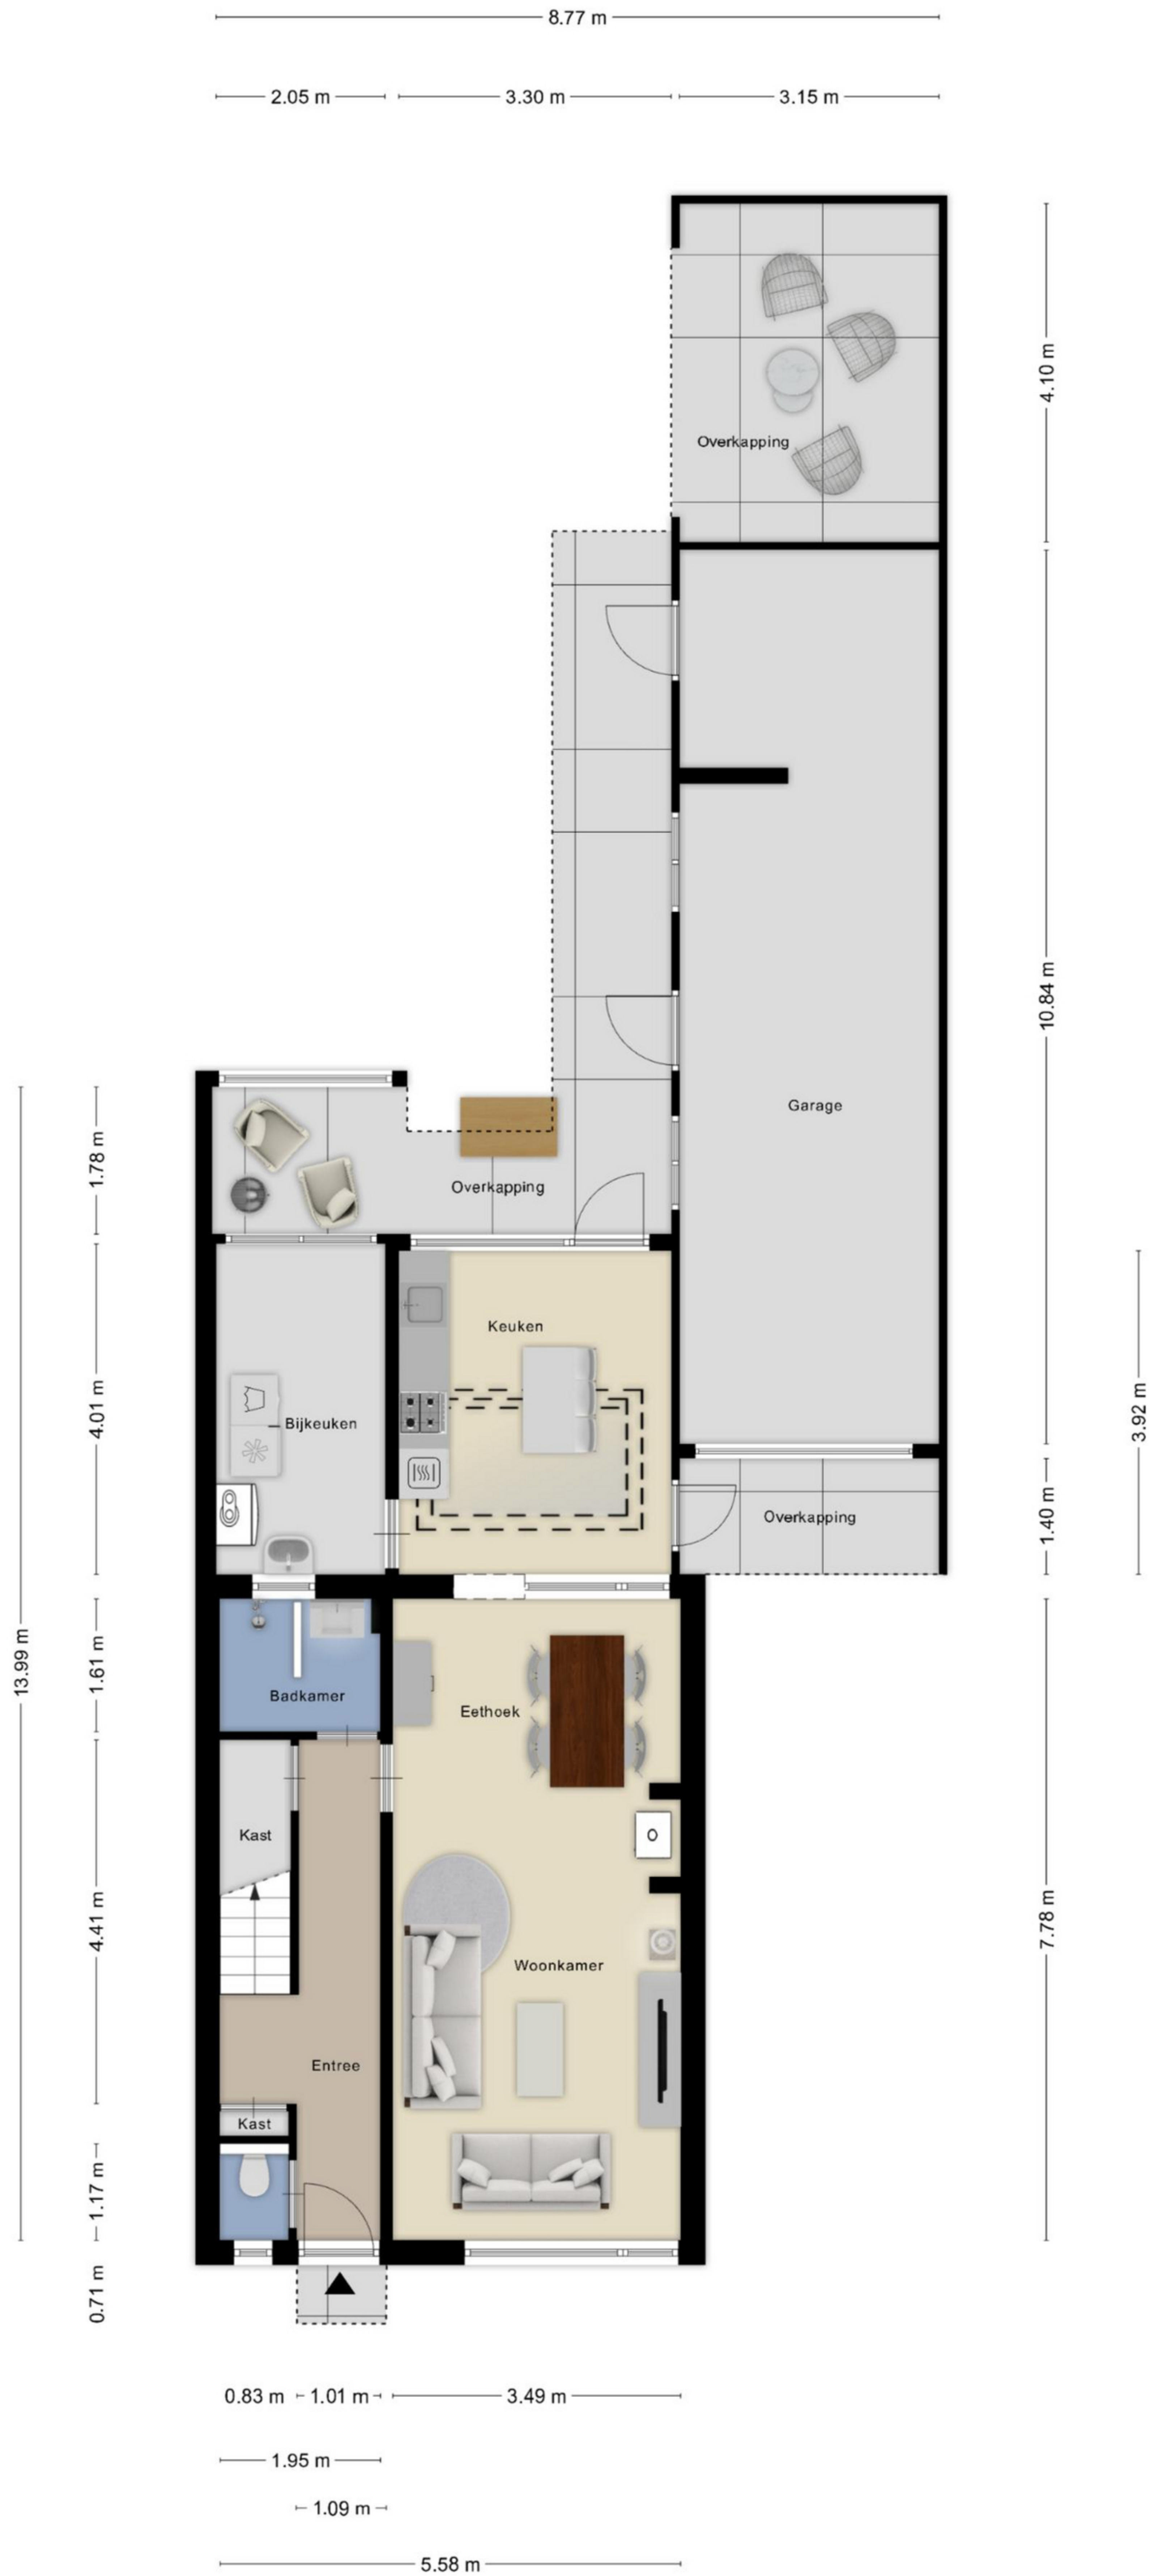 8.77 m
2.05 m
3.30 m
3.15 m
4.10 m
Overkapping
10.84 m
Garage
1.78 m
Overkapping
Keuken
4.01 m
3.92 m
Bijkeuken
1.40 m
Overkapping
13.99 m
1.61 m
Badkamer
Eethoek
Kast
4.41 m
7.78 m
Woonkamer
Entree
Kast
1.17 m
0.71 m
0.83 m
1.01 m
3.49 m
1.95 m
1.09 m
5.58 m